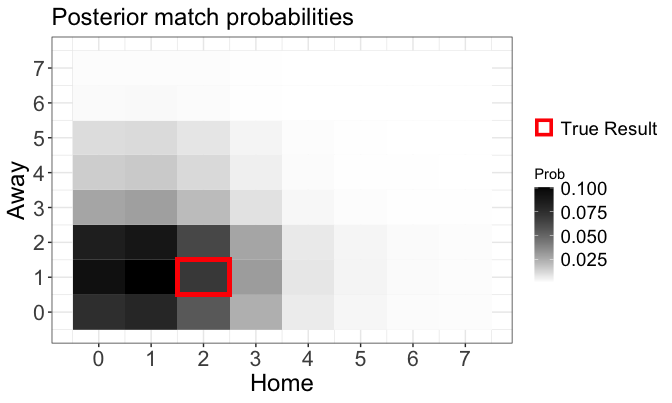 Posterior match probabilities
Away
7
6
5
4
3
2
1
0
0 1 2 3 4 5 6 7
Home
True Result
Prob
0.100
0.075
0.050
0.025